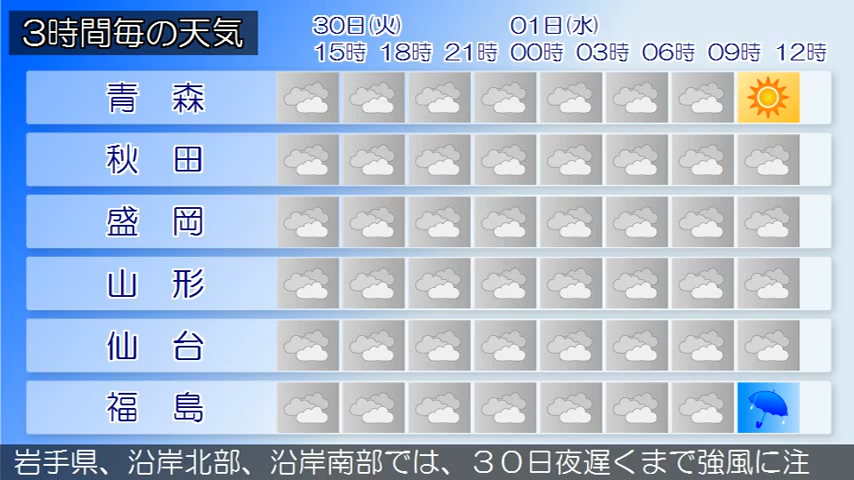 3時間毎の天気
30日(火) 01日(水)
15時 18時 21時 00時 03時 06時 09時 12時
青森
秋田
盛岡
山形
仙台
福島
岩手県、沿岸北部、沿岸南部では、３０日夜遅くまで強風に注